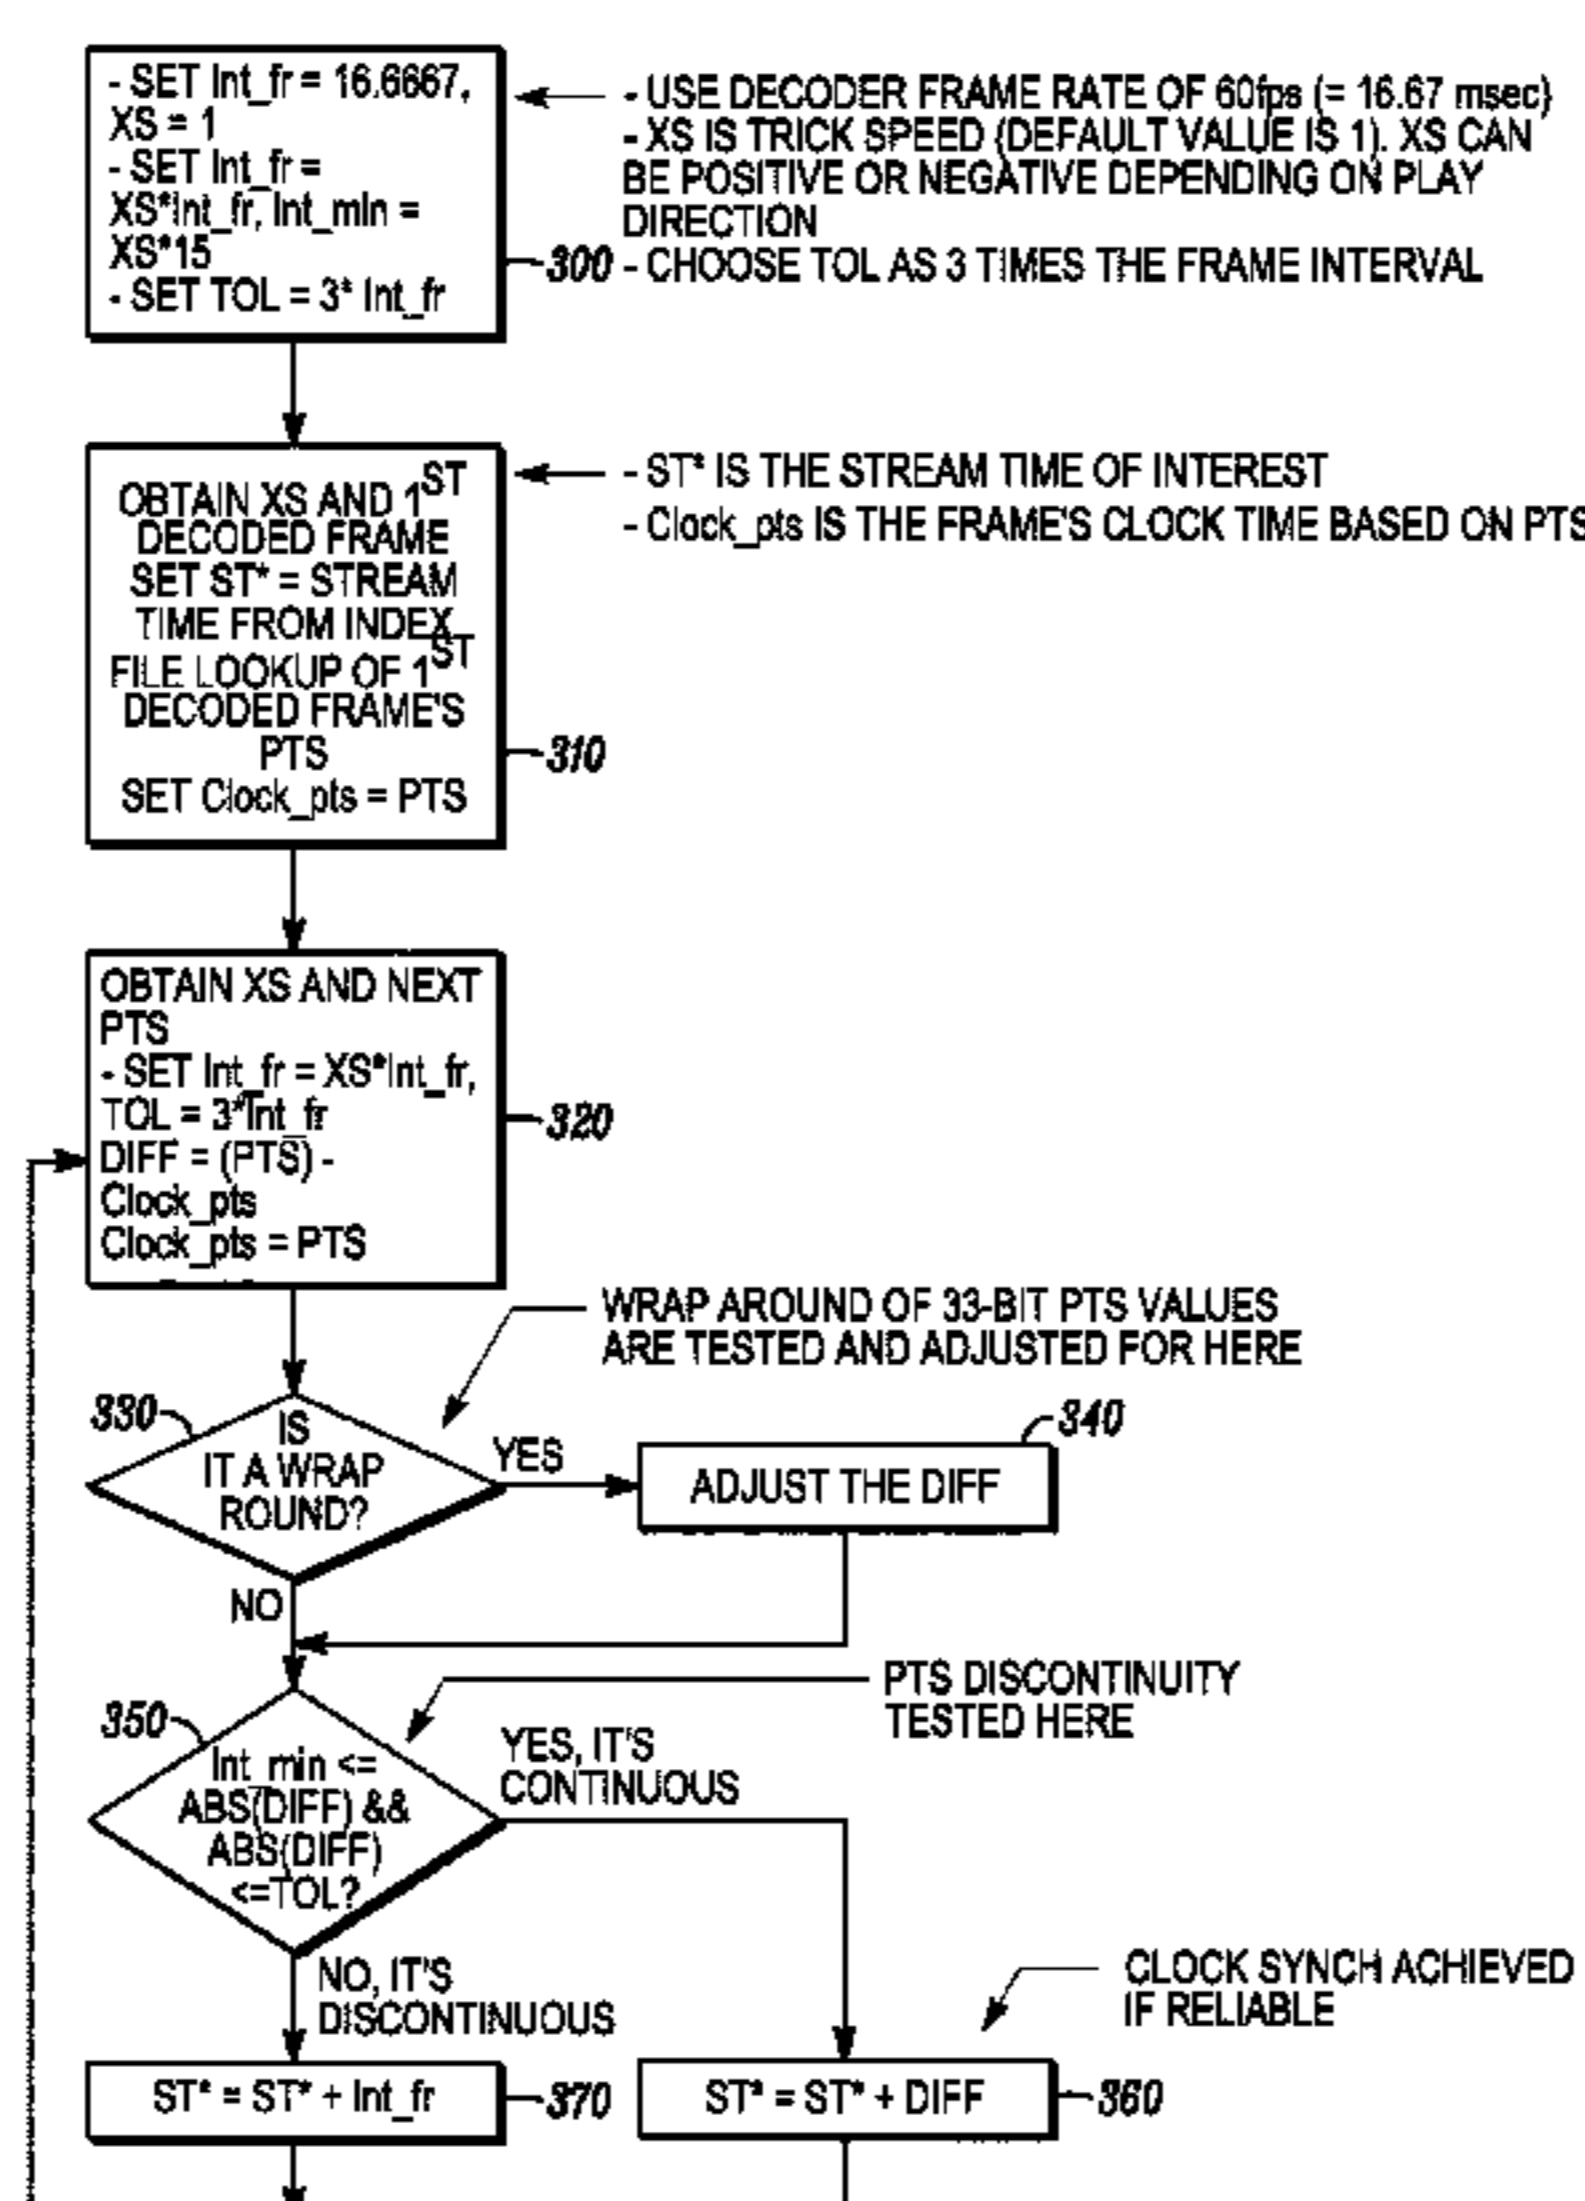 - SET Int_fr = 16.6667,
XS = 1
- SET Int_fr =
XS*Int_fr, Int_min =
XS*15
- SET TOL = 3* Int_fr
300
- USE DECODER FRAME RATE OF 60fps (= 16.67 msec)
- XS IS TRICK SPEED (DEFAULT VALUE IS 1). XS CAN
BE POSITIVE OR NEGATIVE DEPENDING ON PLAY
DIRECTION
- CHOOSE TOL AS 3 TIMES THE FRAME INTERVAL
OBTAIN XS AND 1ST
DECODED FRAME
SET ST* = STREAM
TIME FROM INDEX
FILE LOOKUP OF 1ST
DECODED FRAME'S
PTS
SET Clock_pts = PTS
310
- ST* IS THE STREAM TIME OF INTEREST
- Clock_pts IS THE FRAME'S CLOCK TIME BASED ON PTS
OBTAIN XS AND NEXT
PTS
- SET Int_fr = XS*Int_fr,
TOL = 3*Int_fr
DIFF = (PTS) -
Clock_pts
Clock_pts = PTS
320
WRAP AROUND OF 33-BIT PTS VALUES
ARE TESTED AND ADJUSTED FOR HERE
330
IS
IT A WRAP
ROUND?
YES
340
ADJUST THE DIFF
NO
PTS DISCONTINUITY
TESTED HERE
350
Int_min <=
ABS(DIFF) &&
ABS(DIFF)
<=TOL?
YES, IT'S
CONTINUOUS
NO, IT'S
DISCONTINUOUS
CLOCK SYNCH ACHIEVED
IF RELIABLE
ST* = ST* + Int_fr
370
ST* = ST* + DIFF
360